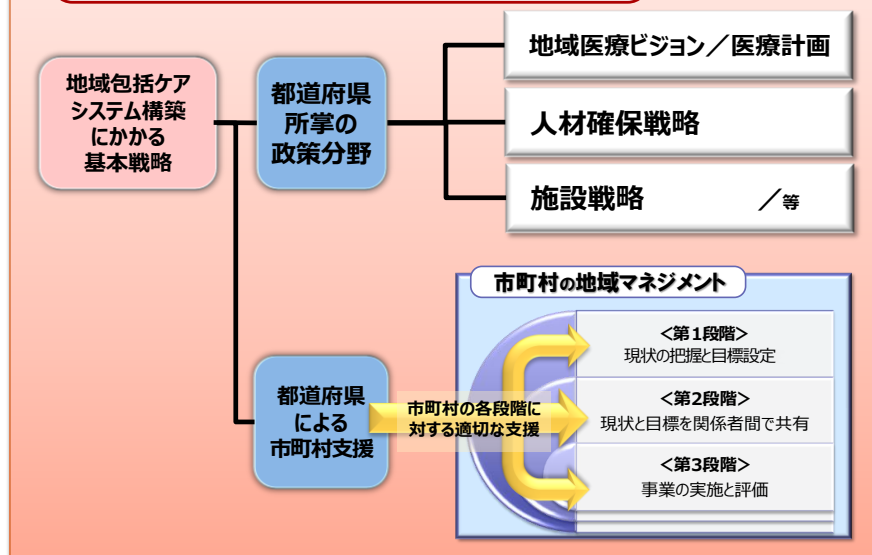 地域包括ケア
システム構築
にかかる
基本戦略
都道府県
所掌の
政策分野
地域医療ビジョン／医療計画
人材確保戦略
施設戦略　　　／等
都道府県
による
市町村支援
市町村の各段階に
対する適切な支援
市町村の地域マネジメント
＜第1段階＞
現状の把握と目標設定
＜第2段階＞
現状と目標を関係者間で共有
＜第3段階＞
事業の実施と評価